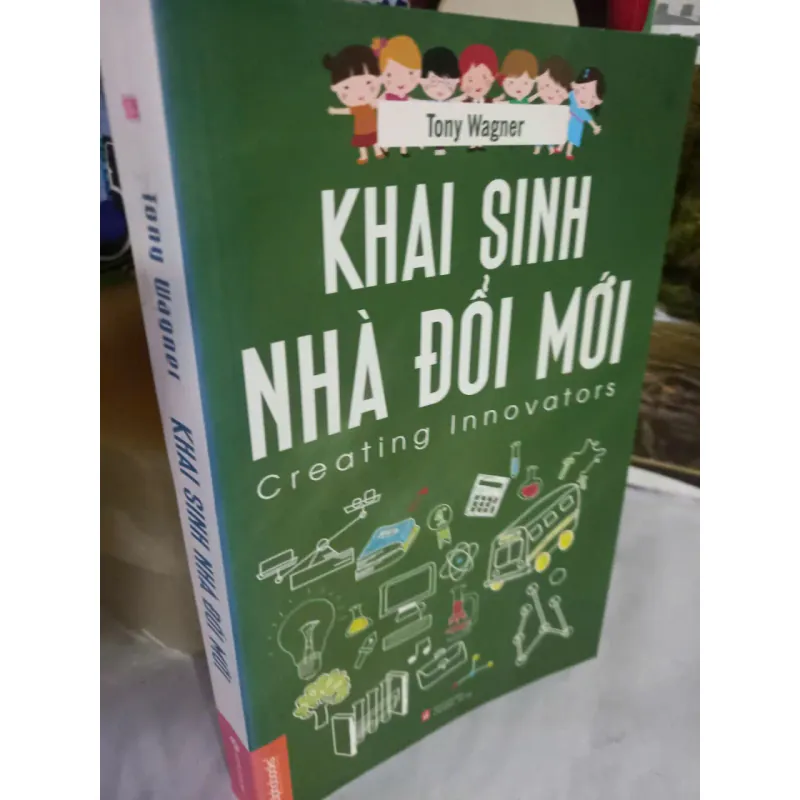 Tony Wagner
KHAI SINH
NHÀ ĐỔI MỚI
Creating Innovators
Tony Wagner KHAI SINH NHÀ ĐỔI MỚI